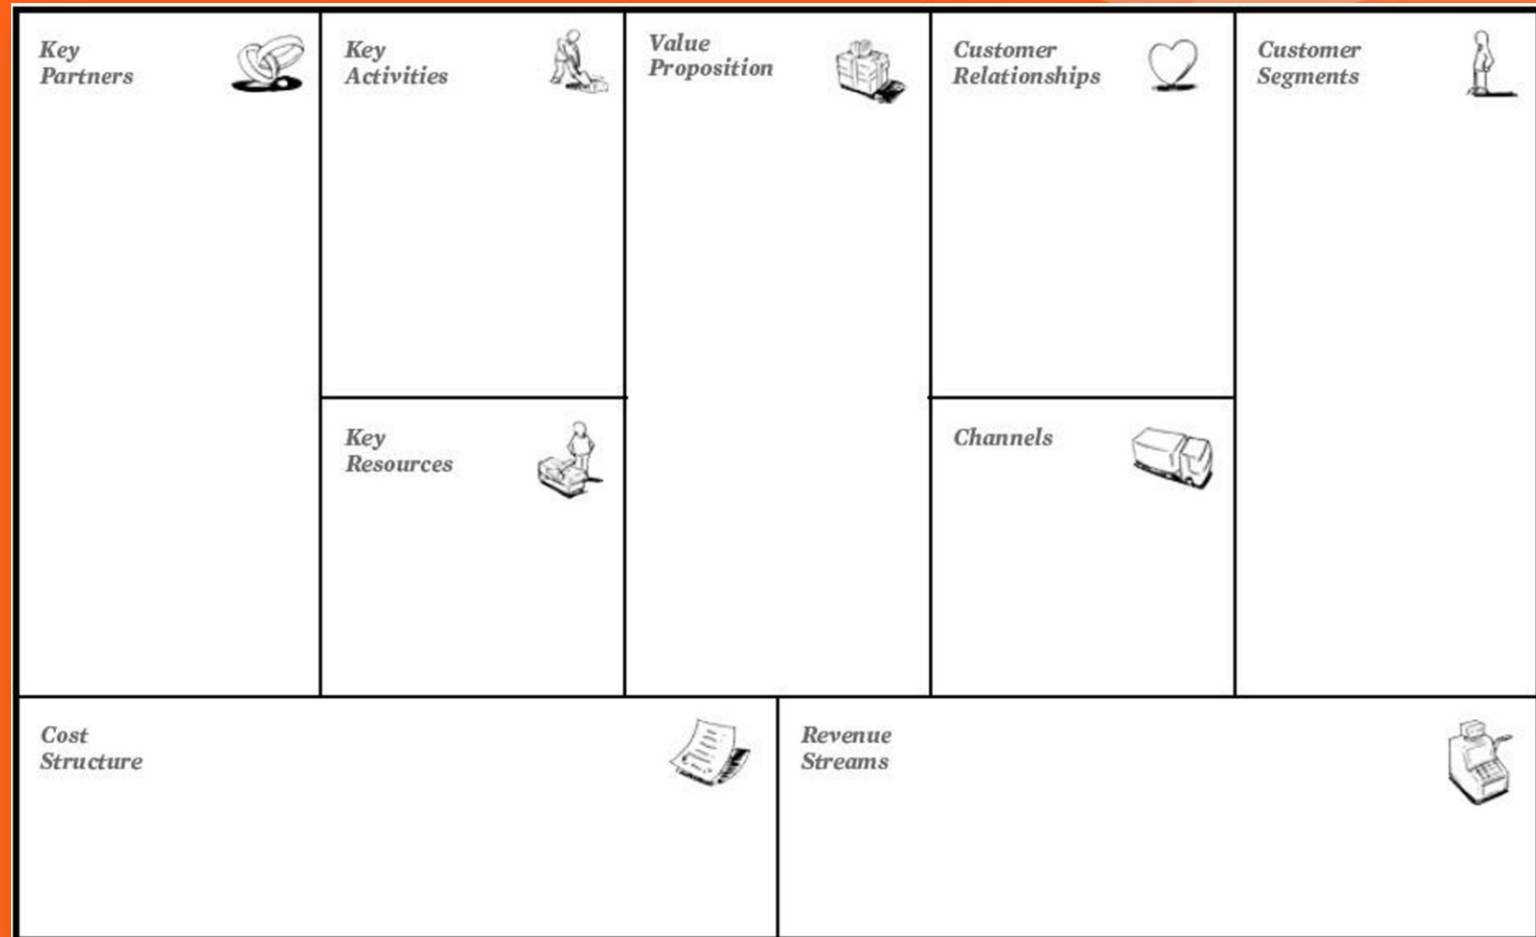 Key
Partners
Key
Activities
Value
Proposition
Customer
Relationships
Customer
Segments
Key
Resources
Channels
Cost
Structure
Revenue
Streams